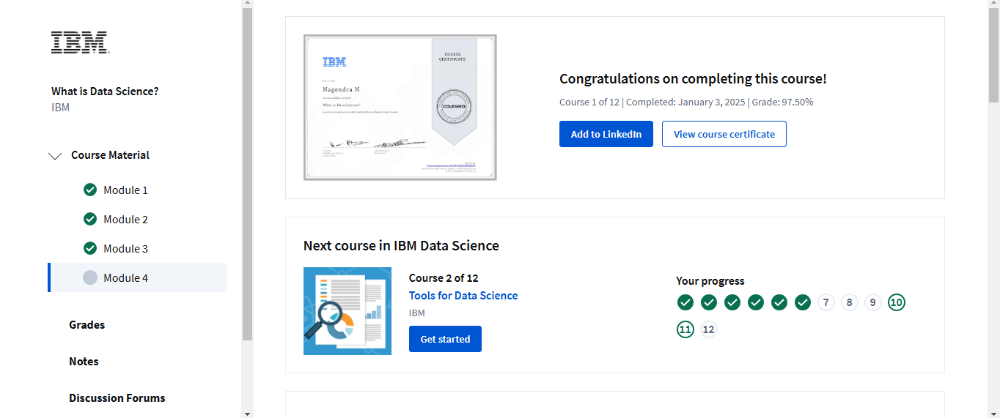 IBM
What is Data Science?
IBM
Course Material
Module 1
Module 2
Module 3
Module 4
Grades
Notes
Discussion Forums
IBM
COURSE
CERTIFICATE
Nagendra N
What is Data Science?
coursera
Congratulations on completing this course!
Course 1 of 12 | Completed: January 3, 2025 | Grade: 97.50%
Add to LinkedIn
View course certificate
Next course in IBM Data Science
Course 2 of 12
Tools for Data Science
IBM
Get started
Your progress
7 8 9 10
11 12